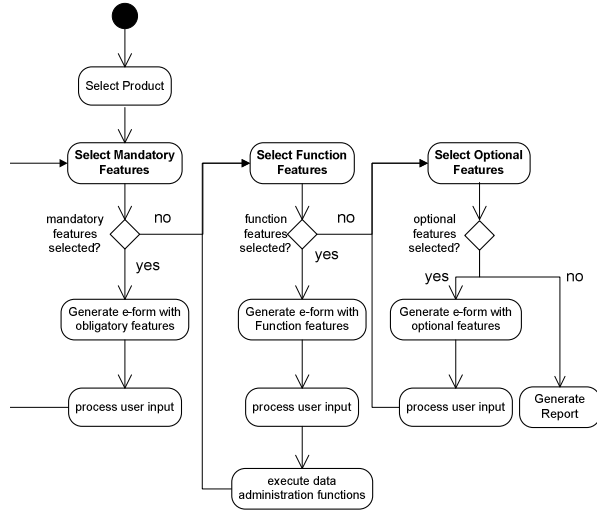 Select Product
Select Mandatory
Features
Select Function
Features
Select Optional
Features
mandatory
features
selected?
no
yes
function
features
selected?
no
yes
optional
features
selected?
yes
no
Generate e-form with
obligatory features
Generate e-form with
Function features
Generate e-form with
optional features
process user input
process user input
process user input
Generate
Report
execute data
administration functions